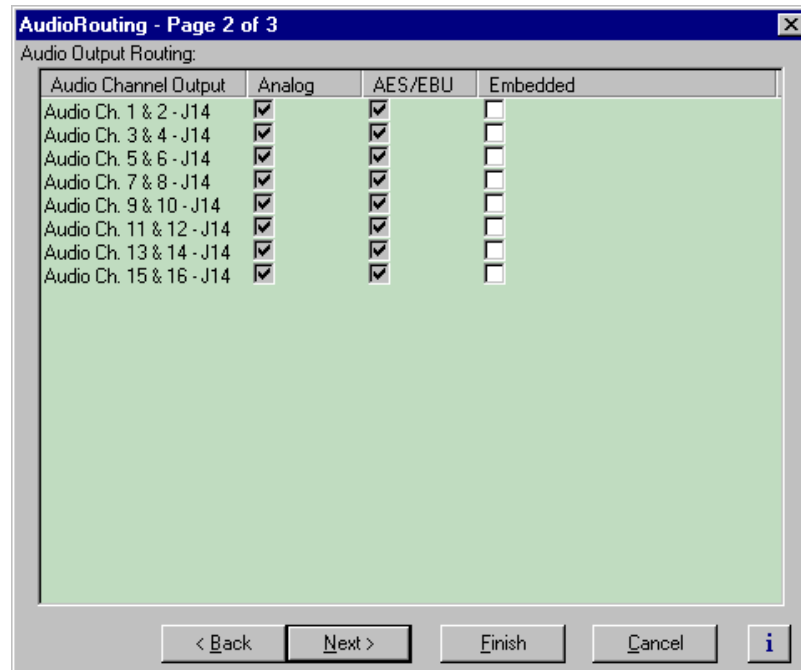 AudioRouting - Page 2 of 3
Audio Output Routing:
Audio Channel Output Analog AES/EBU Embedded
Audio Ch. 1 & 2 - J14
Audio Ch. 3 & 4 - J14
Audio Ch. 5 & 6 - J14
Audio Ch. 7 & 8 - J14
Audio Ch. 9 & 10 - J14
Audio Ch. 11 & 12 - J14
Audio Ch. 13 & 14 - J14
Audio Ch. 15 & 16 - J14
< Back Next > Finish Cancel i